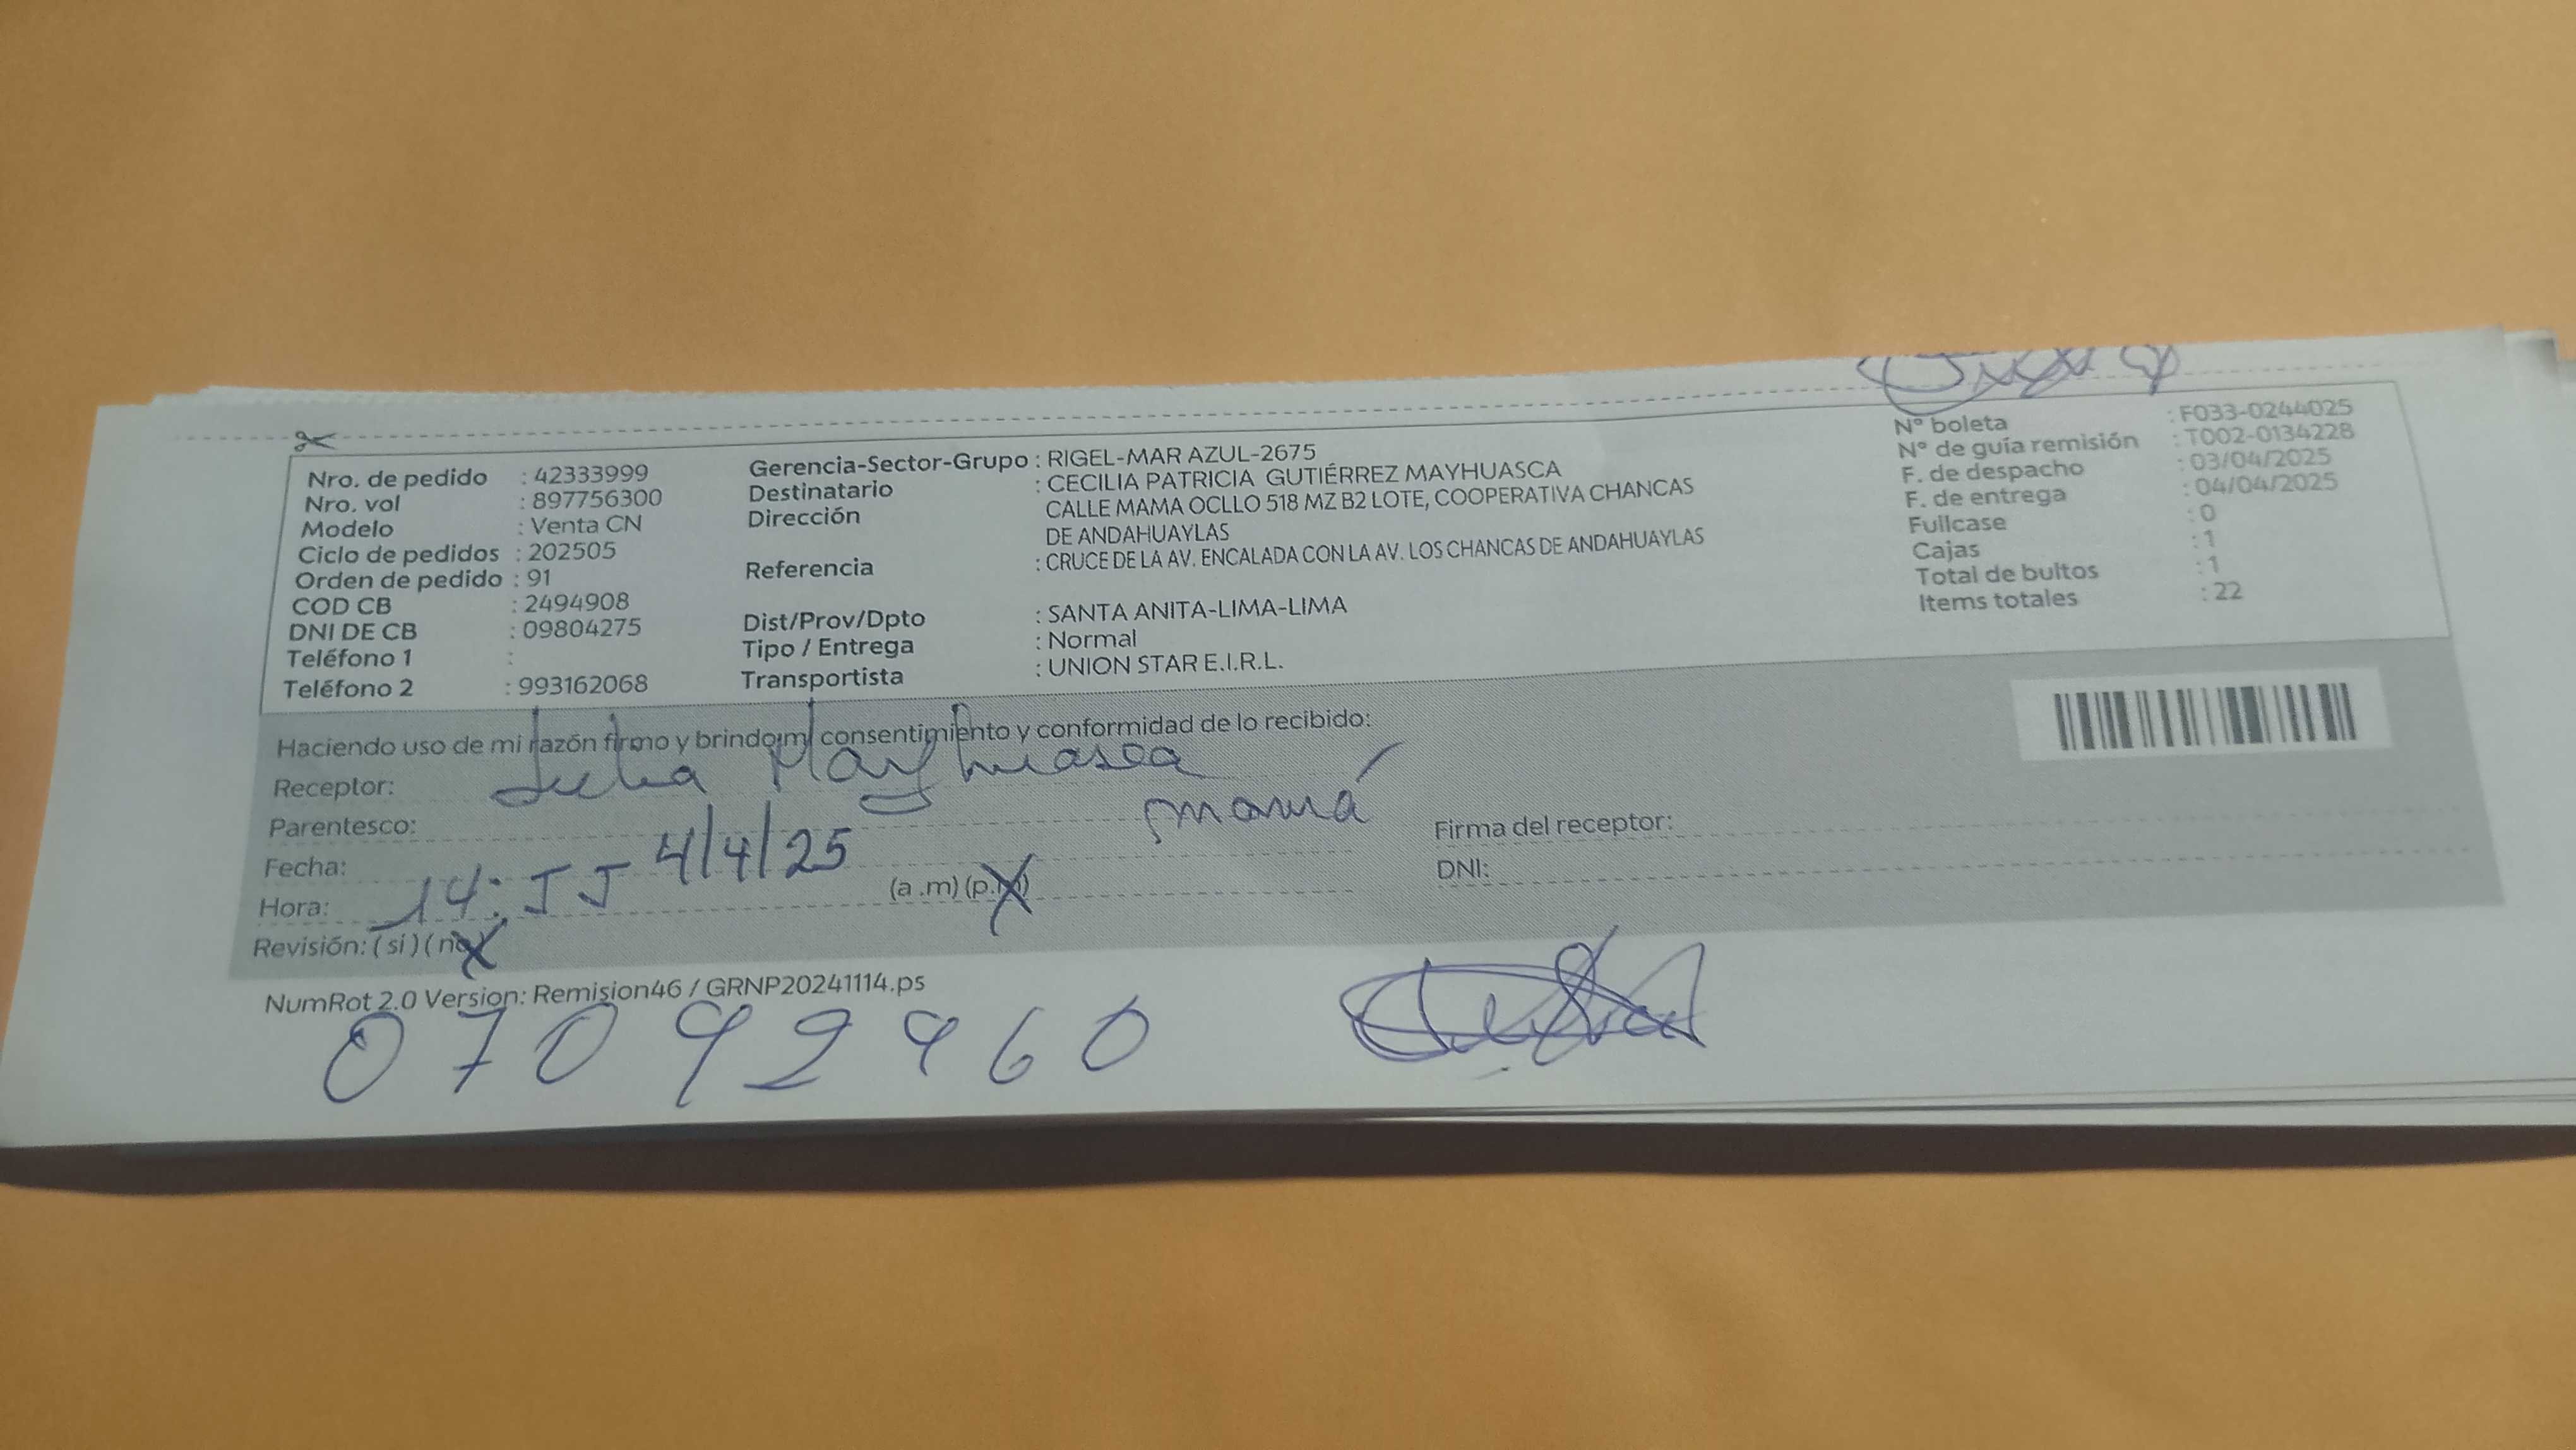 Nro. de pedido : 42333999
Nro. vol : 897756300
Modelo : Venta CN
Ciclo de pedidos : 202505
Orden de pedido : 91
COD CB : 2494908
DNI DE CB : 09804275
Teléfono 1 :
Teléfono 2 : 993162068
Gerencia-Sector-Grupo : RIGEL-MAR AZUL-2675
Destinatario : CECILIA PATRICIA GUTIÉRREZ MAYHUASCA
Dirección CALLE MAMA OCLLO 518 MZ B2 LOTE, COOPERATIVA CHANCAS
DE ANDAHUAYLAS
Referencia : CRUCE DE LA AV. ENCALADA CON LA AV. LOS CHANCAS DE ANDAHUAYLAS
Dist/Prov/Dpto : SANTA ANITA-LIMA-LIMA
Tipo / Entrega : Normal
Transportista : UNION STAR E.I.R.L.
N° boleta : F033-0244025
N° de guía remisión : T002-0134228
F. de despacho : 03/04/2025
F. de entrega : 04/04/2025
Fullcase : 0
Cajas : 1
Total de bultos : 1
Items totales : 22
Haciendo uso de mi razón firmo y brindo mi consentimiento y conformidad de lo recibido:
Receptor: Mayhuasca
Parentesco: mamá
Fecha: 4/4/25
Hora: 14: (a .m) (p.m)
Revisión: ( si ) ( no )
Firma del receptor:
DNI:
NumRot 2.0 Version: Remision46 / GRNP20241114.ps
07092960